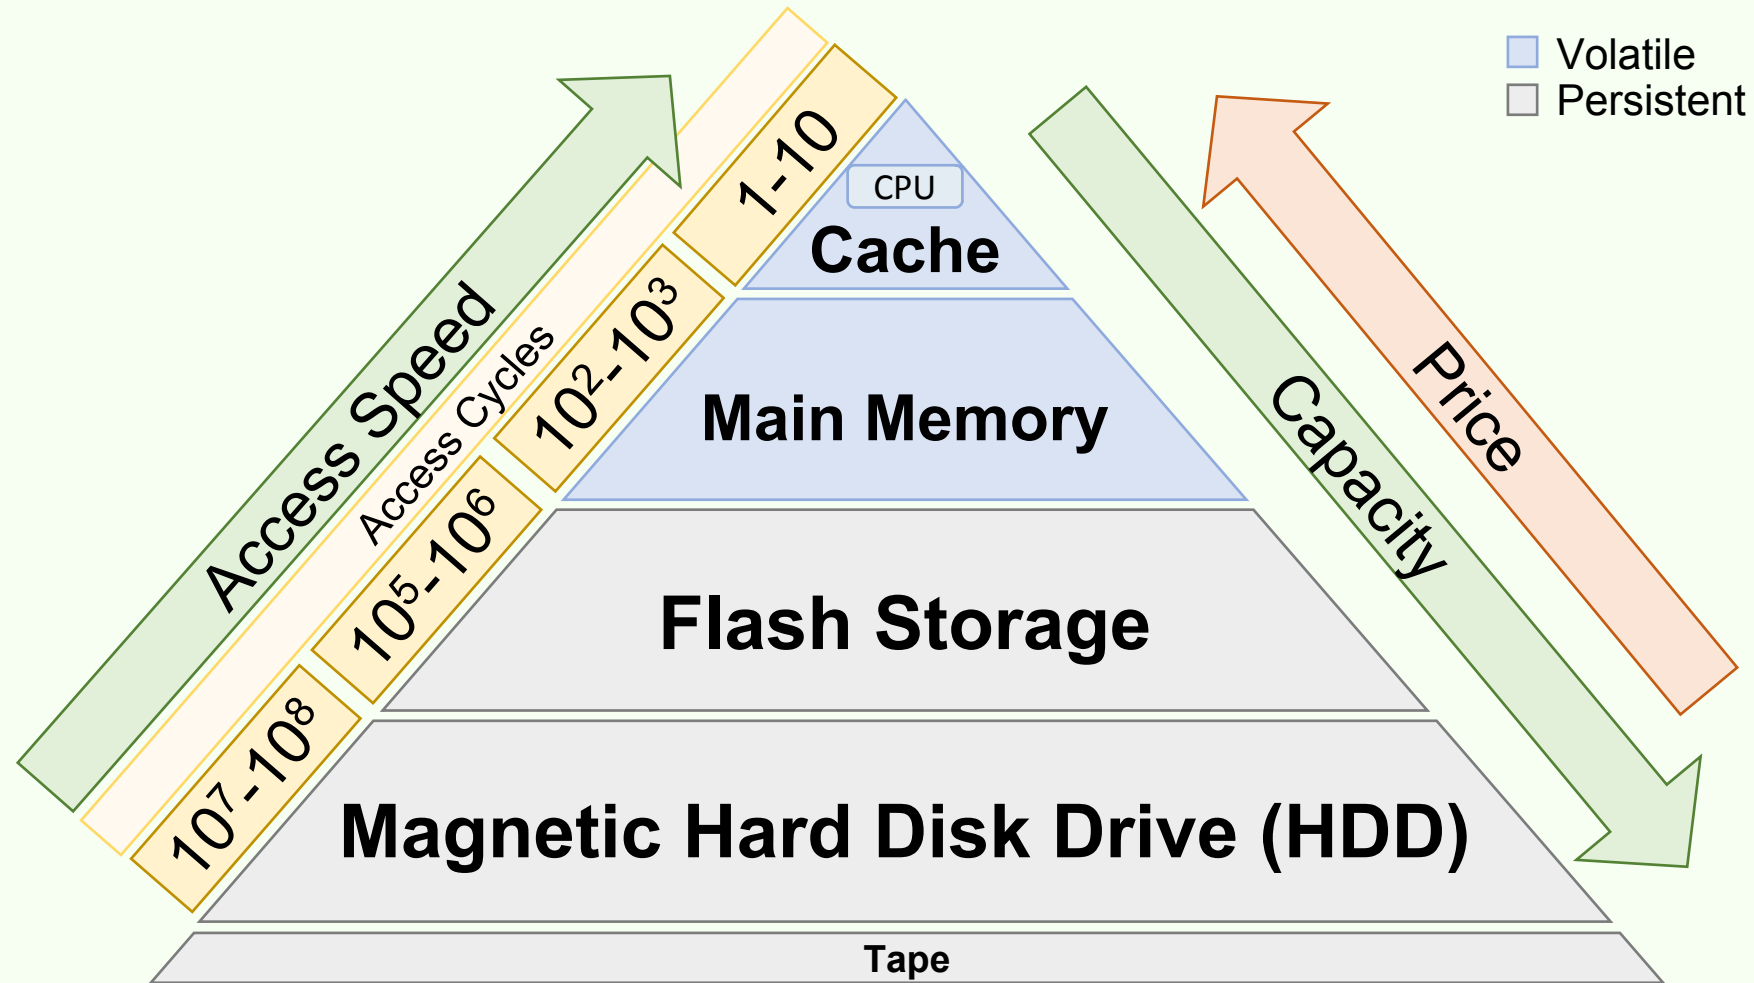 Volatile
Persistent
Access Speed
Access Cycles
1-10
10²-10³
10⁵-10⁶
10⁷-10⁸
CPU
Cache
Main Memory
Flash Storage
Magnetic Hard Disk Drive (HDD)
Tape
Capacity
Price